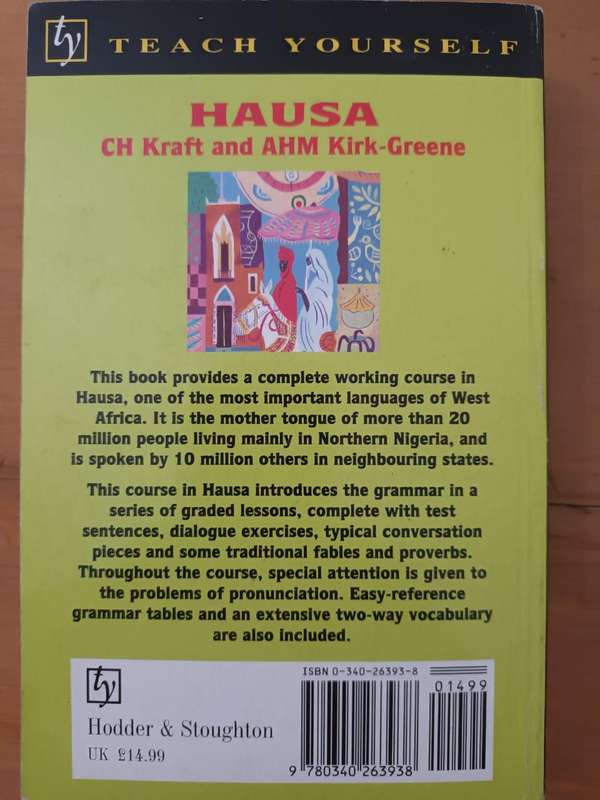 ty TEACH YOURSELF
HAUSA
CH Kraft and AHM Kirk-Greene
This book provides a complete working course in
Hausa, one of the most important languages of West
Africa. It is the mother tongue of more than 20
million people living mainly in Northern Nigeria, and
is spoken by 10 million others in neighbouring states.
This course in Hausa introduces the grammar in a
series of graded lessons, complete with test
sentences, dialogue exercises, typical conversation
pieces and some traditional fables and proverbs.
Throughout the course, special attention is given to
the problems of pronunciation. Easy-reference
grammar tables and an extensive two-way vocabulary
are also included.
ty
Hodder & Stoughton
UK £14.99
ISBN 0-340-26393-8
01499
9 780340 263938